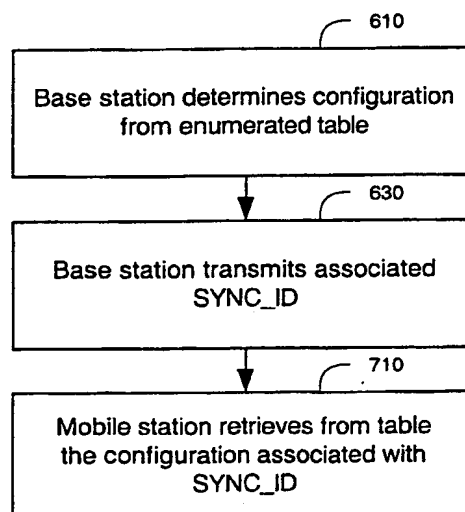 610
Base station determines configuration
from enumerated table
630
Base station transmits associated
SYNC_ID
710
Mobile station retrieves from table
the configuration associated with
SYNC_ID